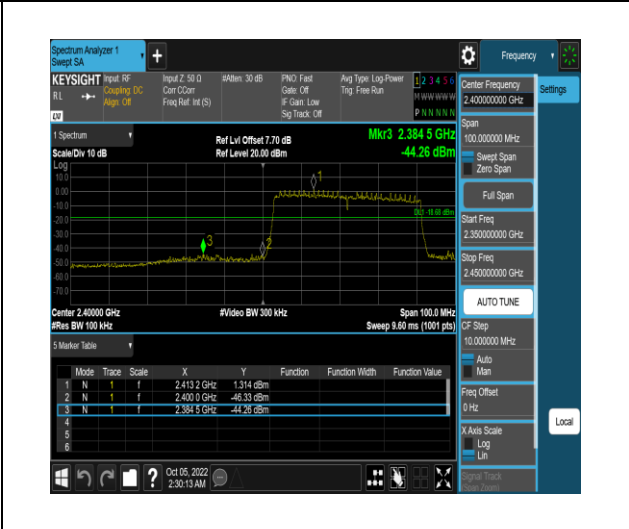 Spectrum Analyzer 1
Swept SA
+
Frequency
KEYSIGHT Input: RF Input Z: 50 Ω #Atten: 30 dB PNO: Fast Avg Type: Log-Power 1 2 3 4 5 6
RL Coupling: DC Corr CCorr Gate: Off Trig: Free Run M W W W W W
Align: Off Freq Ref: Int (S) IF Gain: Low
Sig Track: Off P N N N N N
Center Frequency
2.400000000 GHz
Settings
Span
100.000000 MHz
Swept Span
Zero Span
Full Span
Start Freq
2.350000000 GHz
Stop Freq
2.450000000 GHz
AUTO TUNE
CF Step
10.000000 MHz
Auto
Man
Freq Offset
0 Hz
X Axis Scale
Log
Lin
Signal Track
(Span Zoom)
Local
1 Spectrum
Scale/Div 10 dB
Ref Lvl Offset 7.70 dB
Ref Level 20.00 dBm
Mkr3 2.384 5 GHz
-44.26 dBm
Log
10.0
0.00
-10.0
-20.0
-30.0
-40.0
-50.0
-60.0
-70.0
1
2
3
DL1 -18.68 dBm
Center 2.40000 GHz #Video BW 300 kHz Span 100.0 MHz
#Res BW 100 kHz Sweep 9.60 ms (1001 pts)
5 Marker Table
Mode Trace Scale X Y Function Function Width Function Value
1 N 1 f 2.413 2 GHz 1.314 dBm
2 N 1 f 2.400 0 GHz -46.33 dBm
3 N 1 f 2.384 5 GHz -44.26 dBm
4
5
6
?
Oct 05, 2022
2:30:13 AM